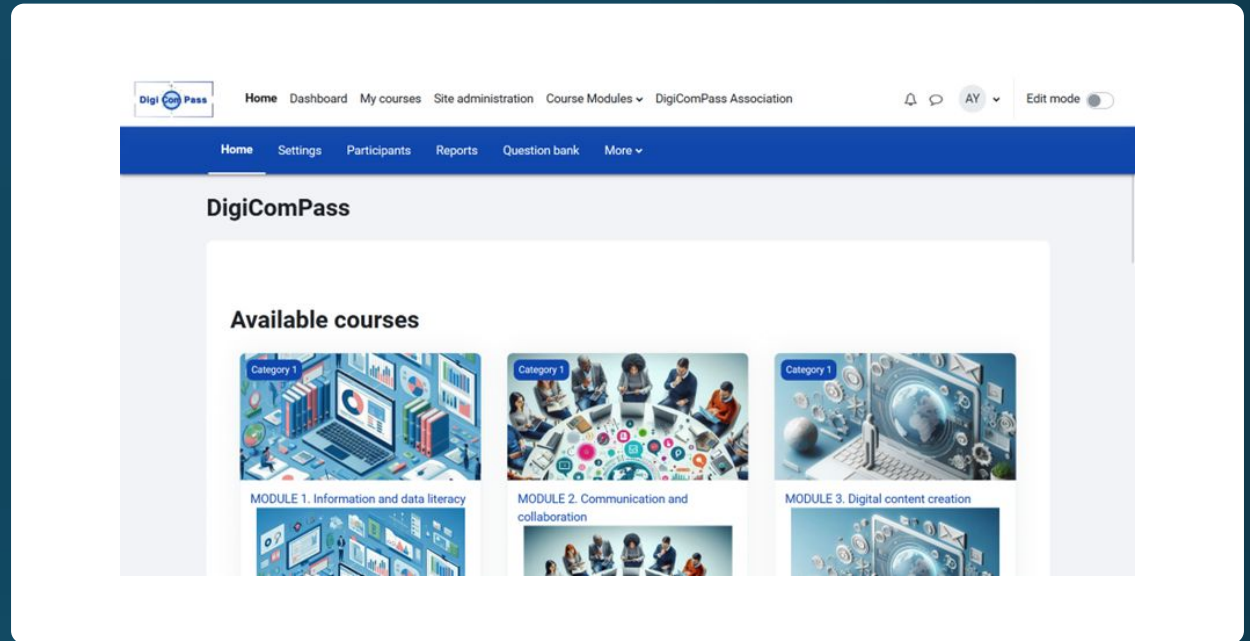 Digi Com Pass Home Dashboard My courses Site administration Course Modules DigiComPass Association AY Edit mode
Home Settings Participants Reports Question bank More
DigiComPass
Available courses
Category 1 Category 1 Category 1
MODULE 1. Information and data literacy MODULE 2. Communication and MODULE 3. Digital content creation
collaboration